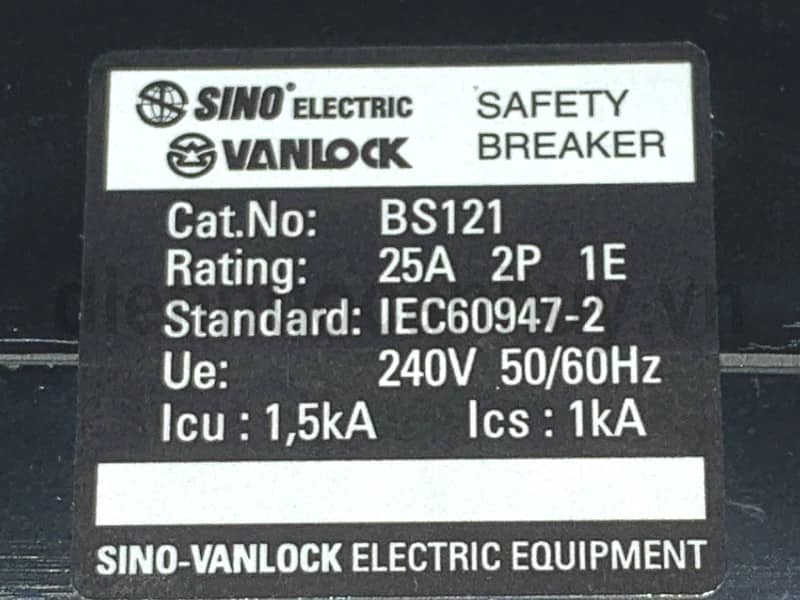 SINO® ELECTRIC
VANLOCK
SAFETY
BREAKER
Cat.No: BS121
Rating: 25A 2P 1E
Standard: IEC60947-2
Ue: 240V 50/60Hz
Icu : 1,5kA Ics : 1kA
SINO-VANLOCK ELECTRIC EQUIPMENT